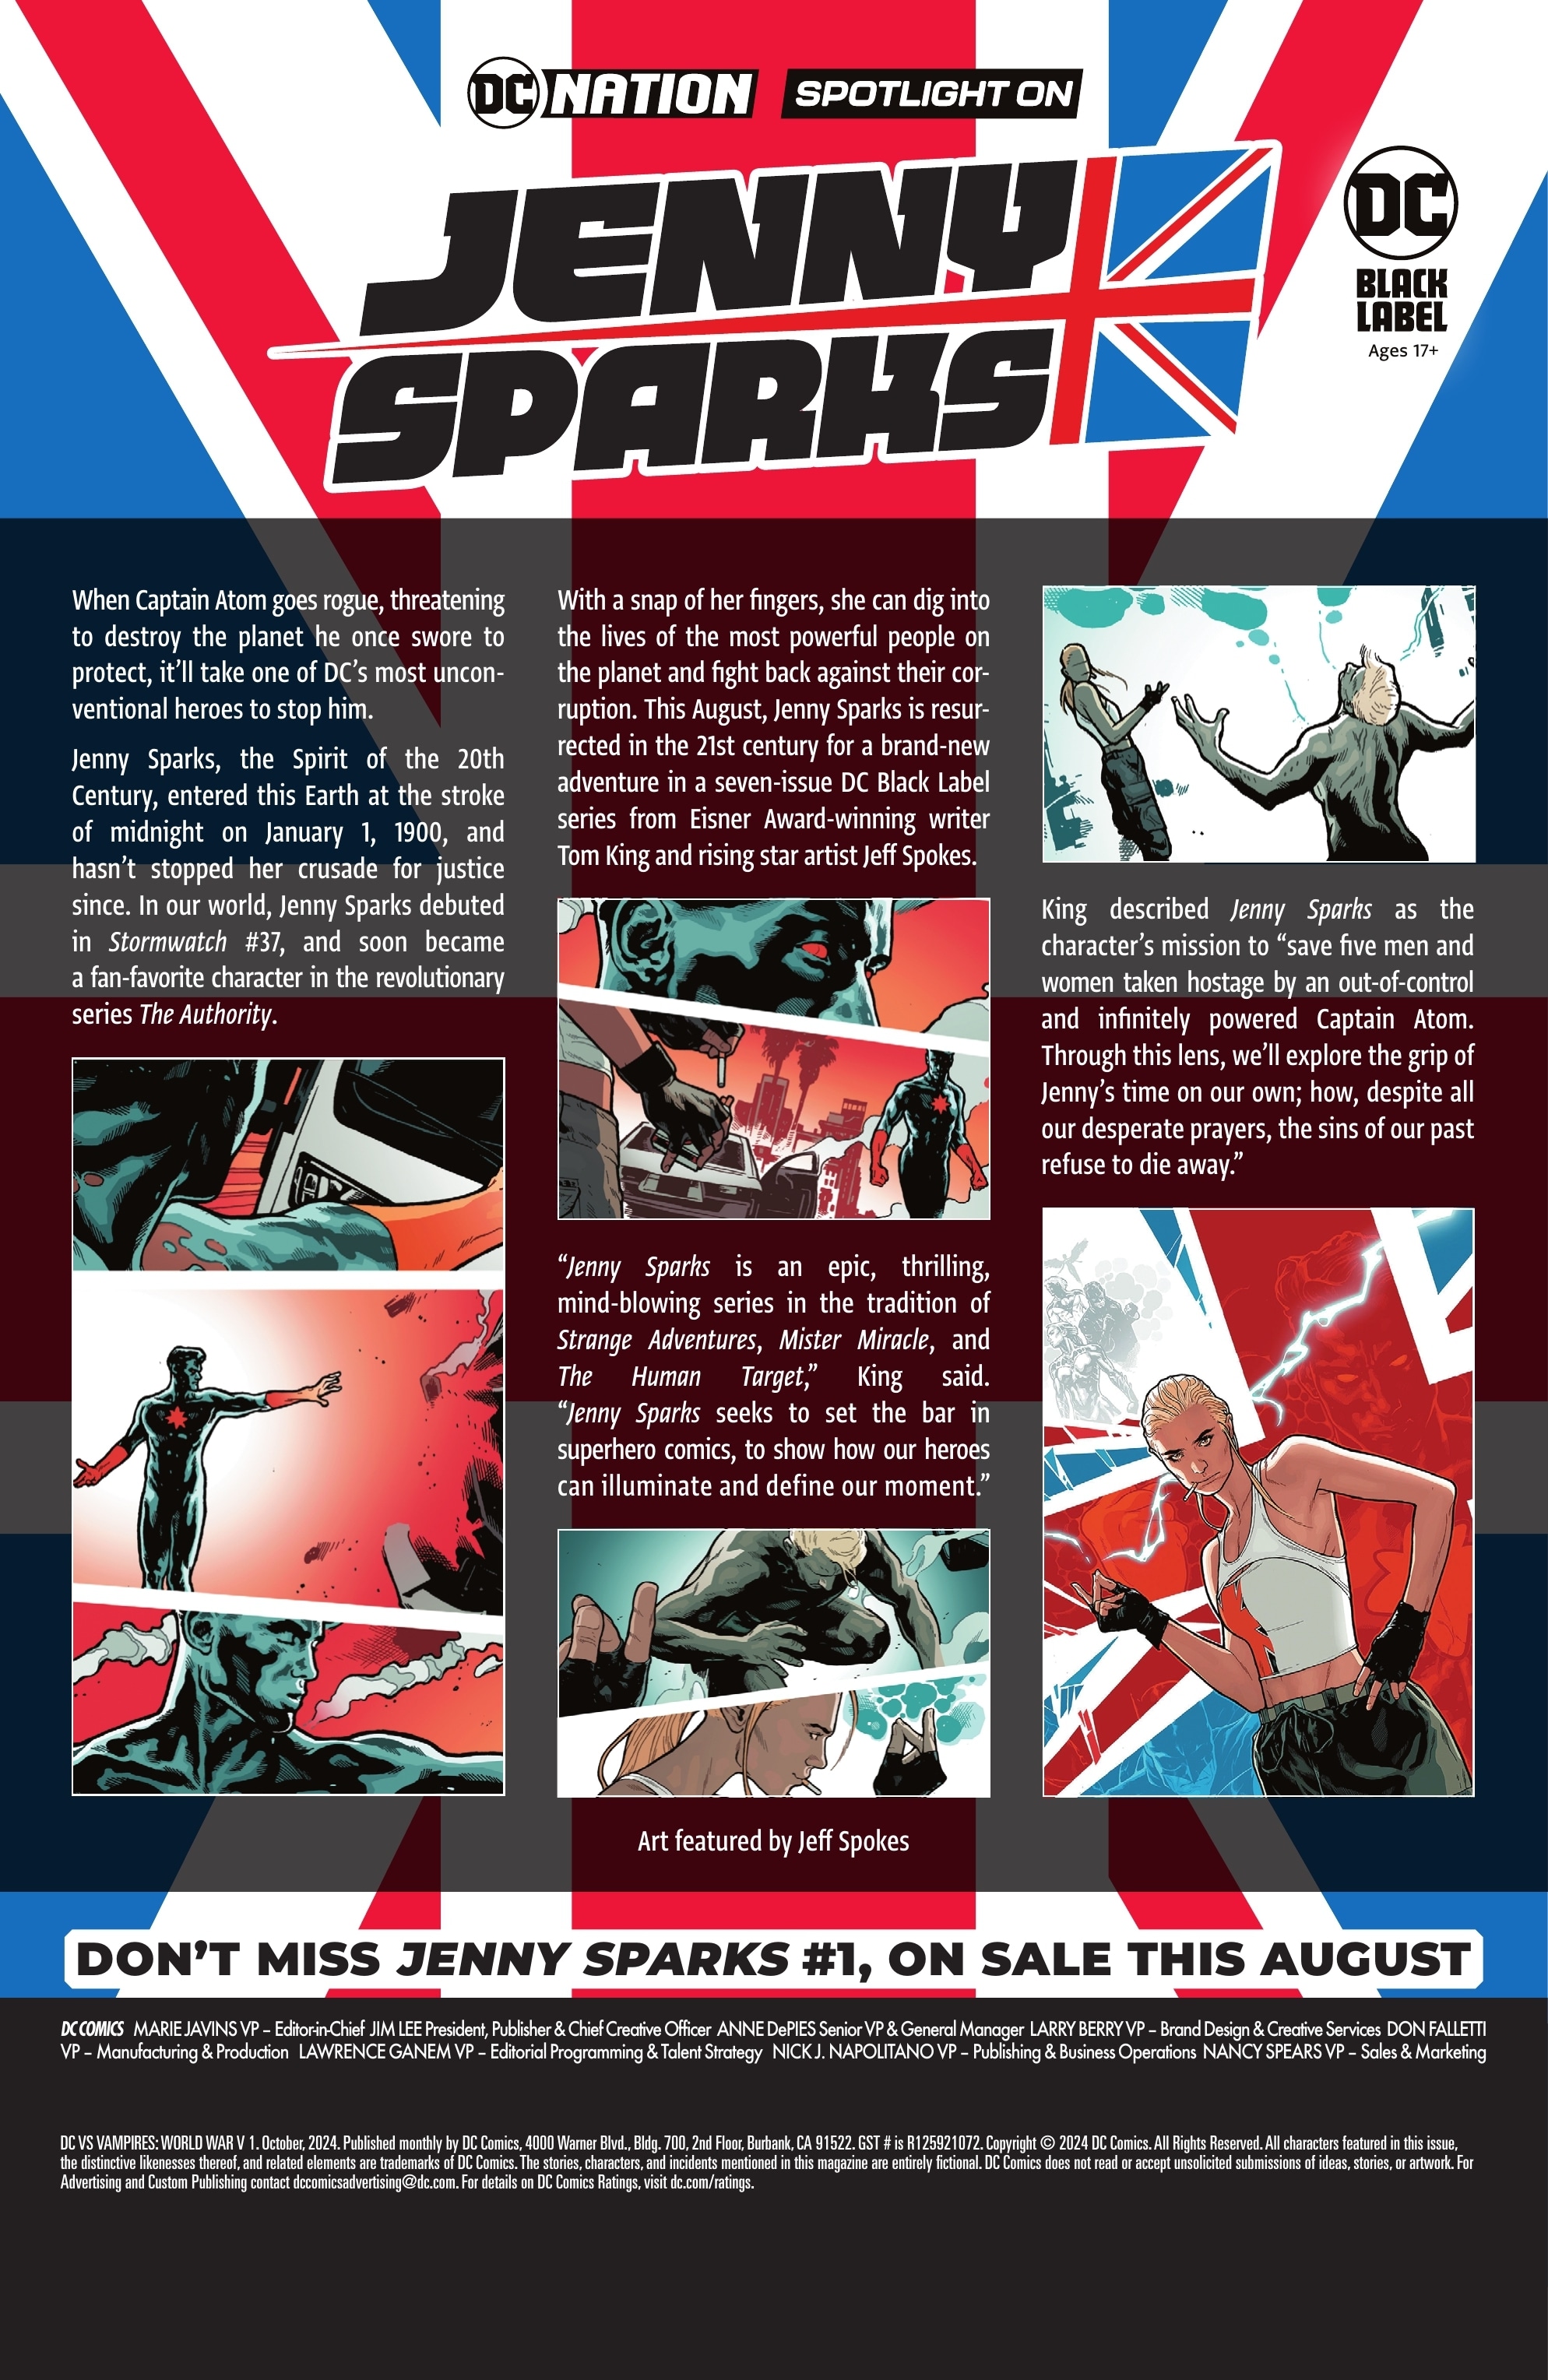 DC NATION SPOTLIGHT ON
JENNY
SPARKS
DC
BLACK
LABEL
Ages 17+
When Captain Atom goes rogue, threatening
to destroy the planet he once swore to
protect, it’ll take one of DC’s most uncon-
ventional heroes to stop him.
Jenny Sparks, the Spirit of the 20th
Century, entered this Earth at the stroke
of midnight on January 1, 1900, and
hasn’t stopped her crusade for justice
since. In our world, Jenny Sparks debuted
in Stormwatch #37, and soon became
a fan-favorite character in the revolutionary
series The Authority.
With a snap of her fingers, she can dig into
the lives of the most powerful people on
the planet and fight back against their cor-
ruption. This August, Jenny Sparks is resur-
rected in the 21st century for a brand-new
adventure in a seven-issue DC Black Label
series from Eisner Award-winning writer
Tom King and rising star artist Jeff Spokes.
“Jenny Sparks is an epic, thrilling,
mind-blowing series in the tradition of
Strange Adventures, Mister Miracle, and
The Human Target,” King said.
“Jenny Sparks seeks to set the bar in
superhero comics, to show how our heroes
can illuminate and define our moment.”
Art featured by Jeff Spokes
King described Jenny Sparks as the
character’s mission to “save five men and
women taken hostage by an out-of-control
and infinitely powered Captain Atom.
Through this lens, we’ll explore the grip of
Jenny’s time on our own; how, despite all
our desperate prayers, the sins of our past
refuse to die away.”
DON’T MISS JENNY SPARKS #1, ON SALE THIS AUGUST
DC COMICS MARIE JAVINS VP – Editor-in-Chief JIM LEE President, Publisher & Chief Creative Officer ANNE DePIES Senior VP & General Manager LARRY BERRY VP – Brand Design & Creative Services DON FALLETTI
VP – Manufacturing & Production LAWRENCE GANEM VP – Editorial Programming & Talent Strategy NICK J. NAPOLITANO VP – Publishing & Business Operations NANCY SPEARS VP – Sales & Marketing
DC VS VAMPIRES: WORLD WAR V 1. October, 2024. Published monthly by DC Comics, 4000 Warner Blvd., Bldg. 700, 2nd Floor, Burbank, CA 91522. GST # is R125921072. Copyright © 2024 DC Comics. All Rights Reserved. All characters featured in this issue,
the distinctive likenesses thereof, and related elements are trademarks of DC Comics. The stories, characters, and incidents mentioned in this magazine are entirely fictional. DC Comics does not read or accept unsolicited submissions of ideas, stories, or artwork. For
Advertising and Custom Publishing contact dccomicsadvertising@dc.com. For details on DC Comics Ratings, visit dc.com/ratings.